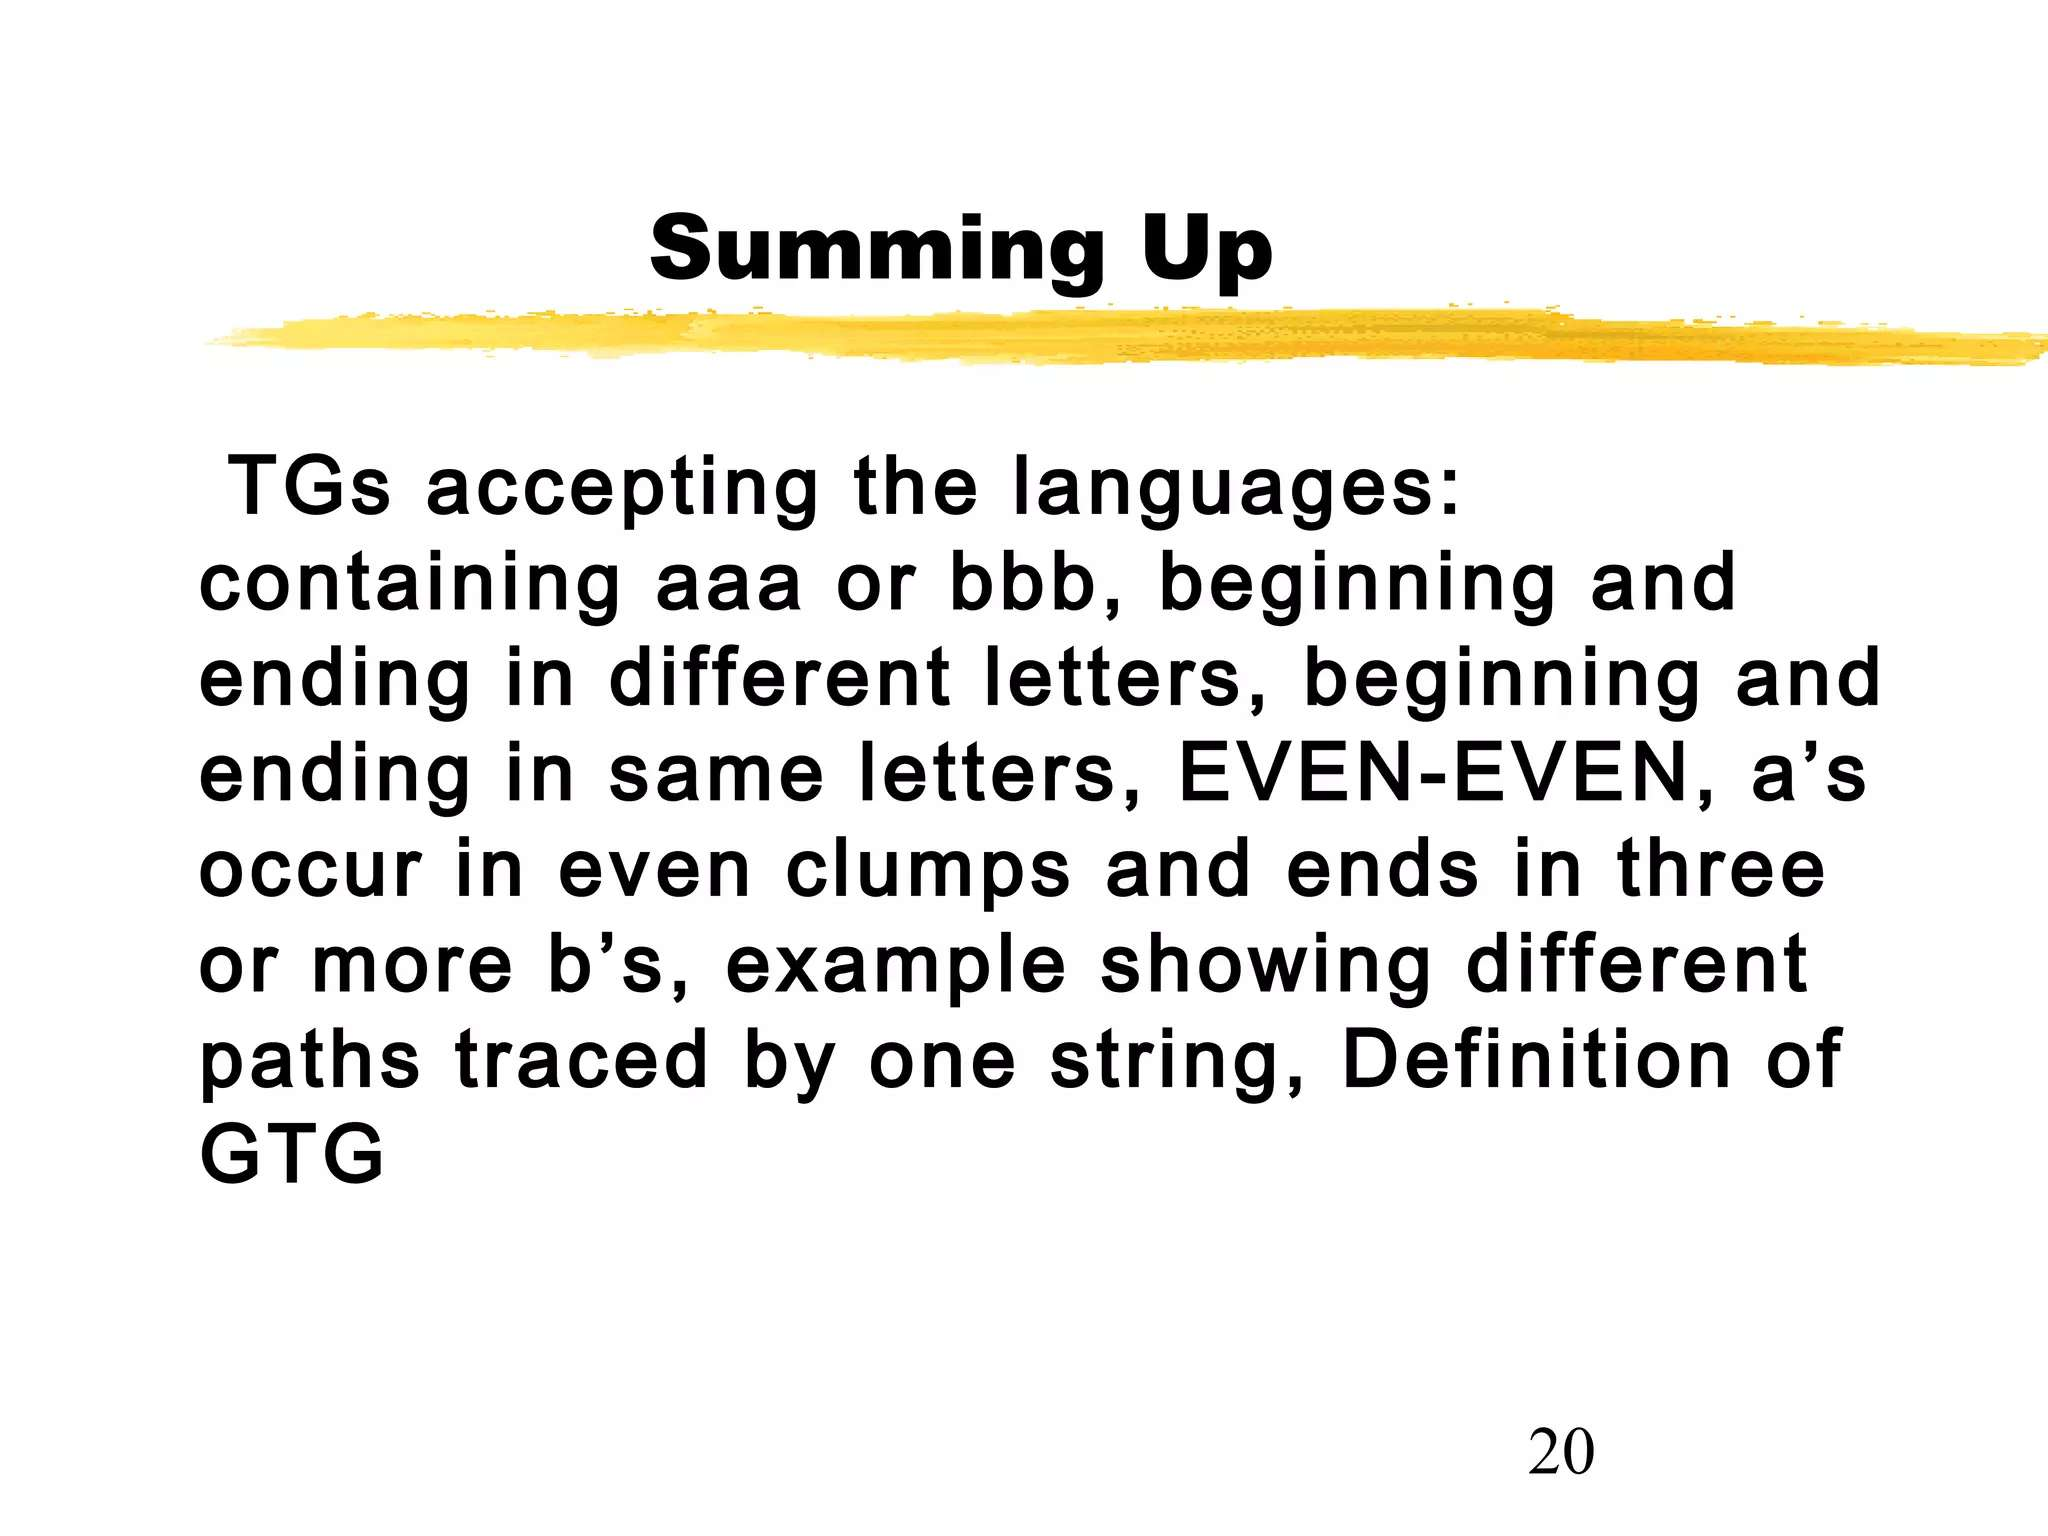 Summing Up
TGs accepting the languages:
containing aaa or bbb, beginning and
ending in different letters, beginning and
ending in same letters, EVEN-EVEN, a’s
occur in even clumps and ends in three
or more b’s, example showing different
paths traced by one string, Definition of
GTG
20